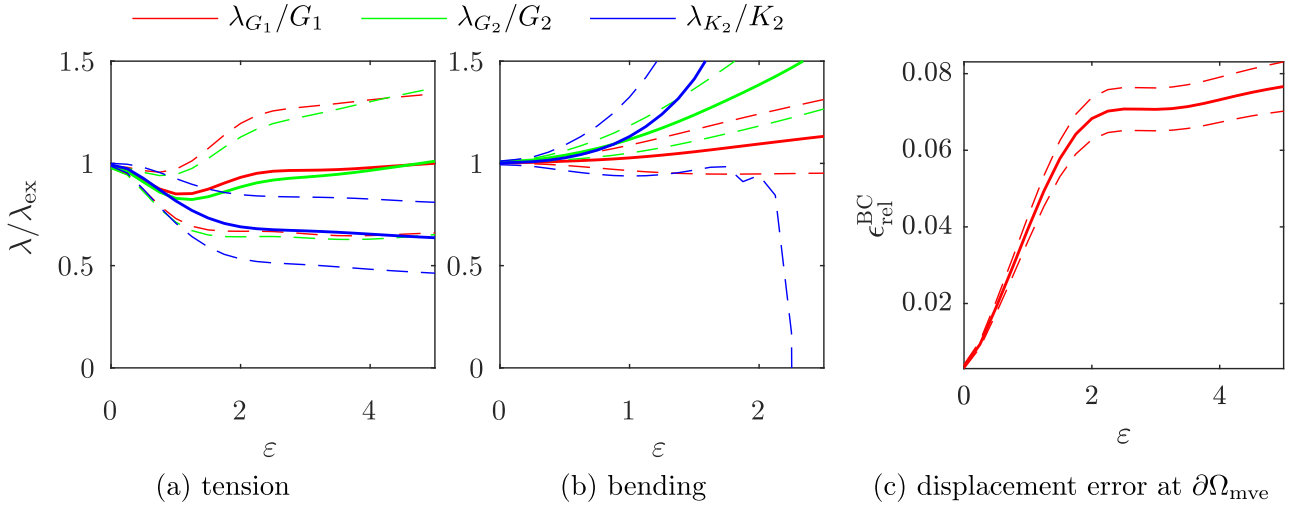 λ_{G_1}/G_1 λ_{G_2}/G_2 λ_{K_2}/K_2
λ/λ_ex
1.5
1
0.5
0
0 2 4
ε
(a) tension
1.5
1
0.5
0
0 1 2
ε
(b) bending
ϵ_rel^BC
0.08
0.06
0.04
0.02
0 2 4
ε
(c) displacement error at ∂Ω_mve